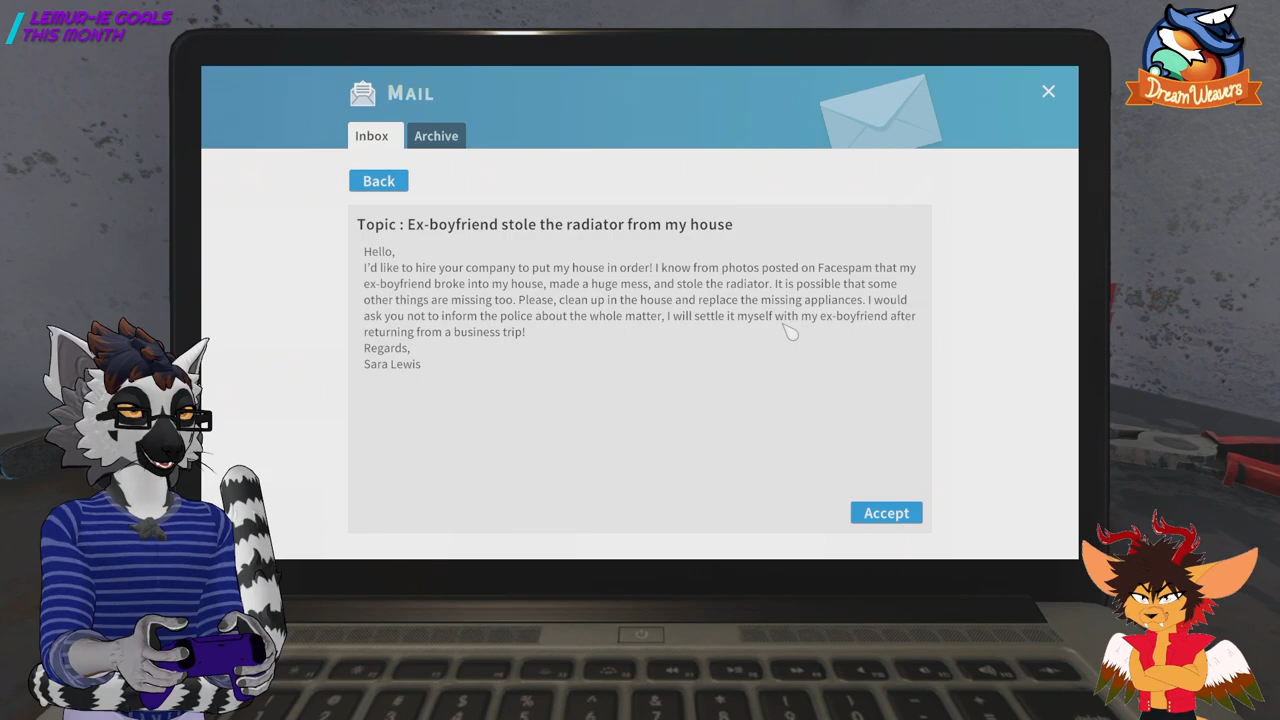 LEMUR-IE GOALS
THIS MONTH
DreamWeavers
MAIL
Inbox
Archive
Back
Topic : Ex-boyfriend stole the radiator from my house
Hello,
I'd like to hire your company to put my house in order! I know from photos posted on Facespam that my
ex-boyfriend broke into my house, made a huge mess, and stole the radiator. It is possible that some
other things are missing too. Please, clean up in the house and replace the missing appliances. I would
ask you not to inform the police about the whole matter, I will settle it myself with my ex-boyfriend after
returning from a business trip!
Regards,
Sara Lewis
Accept